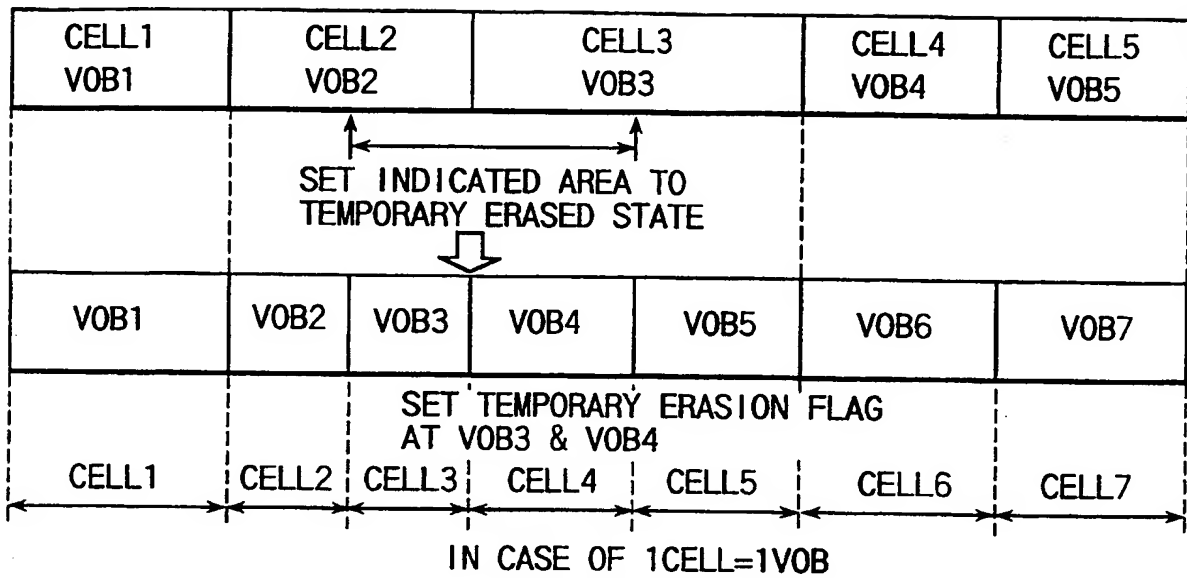 CELL1 CELL2 CELL3 CELL4 CELL5
VOB1 VOB2 VOB3 VOB4 VOB5
SET INDICATED AREA TO
TEMPORARY ERASED STATE
VOB1 VOB2 VOB3 VOB4 VOB5 VOB6 VOB7
SET TEMPORARY ERASION FLAG
AT VOB3 & VOB4
CELL1 CELL2 CELL3 CELL4 CELL5 CELL6 CELL7
IN CASE OF 1CELL=1VOB